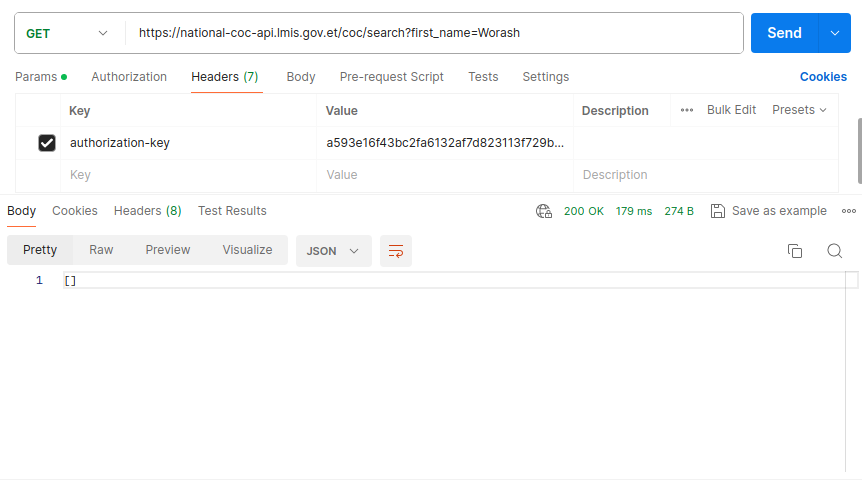 GET https://national-coc-api.lmis.gov.et/coc/search?first_name=Worash Send
Params Authorization Headers (7) Body Pre-request Script Tests Settings Cookies
Key Value Description Bulk Edit Presets
authorization-key a593e16f43bc2fa6132af7d823113f729b...
Key Value Description
Body Cookies Headers (8) Test Results 200 OK 179 ms 274 B Save as example
Pretty Raw Preview Visualize JSON
1 []